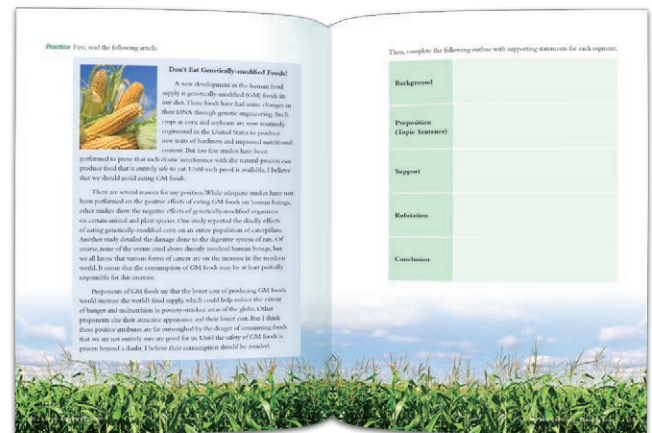 Practice First, read the following article.
Don't Eat Genetically-modified Foods!
A new development in the human food
supply is genetically-modified (GM) foods in
our diet. These foods have had some changes in
their DNA through genetic engineering. Such
crops as corn and soybeans are now routinely
engineered in the United States to produce
new traits of hardiness and improved nutritional
content. But too few studies have been
performed to prove that such drastic interference with the natural process can
produce food that is entirely safe to eat. Until such proof is available, I believe
that we should avoid eating GM foods.
There are several reasons for my position. While adequate studies have not
been performed on the positive effects of eating GM foods on human beings,
other studies show the negative effects of genetically-modified organisms
on certain animal and plant species. One study reported the deadly effects
of eating genetically-modified corn on an entire population of caterpillars.
Another study detailed the damage done to the digestive system of rats. Of
course, none of the events cited above directly involved human beings, but
we all know that various forms of cancer are on the increase in the modern
world. It seems that the consumption of GM foods may be at least partially
responsible for this increase.
Proponents of GM foods say that the lower cost of producing GM foods
would increase the world's food supply, which could help reduce the extent
of hunger and malnutrition in poverty-stricken areas of the globe. Other
proponents cite their attractive appearance and their lower cost. But I think
these positive attributes are far outweighed by the danger of consuming foods
that we are not entirely sure are good for us. Until the safety of GM foods is
proven beyond a doubt, I believe their consumption should be avoided.
Then, complete the following outline with supporting statements for each segment.
Background
Proposition
(Topic Sentence)
Support
Refutation
Conclusion